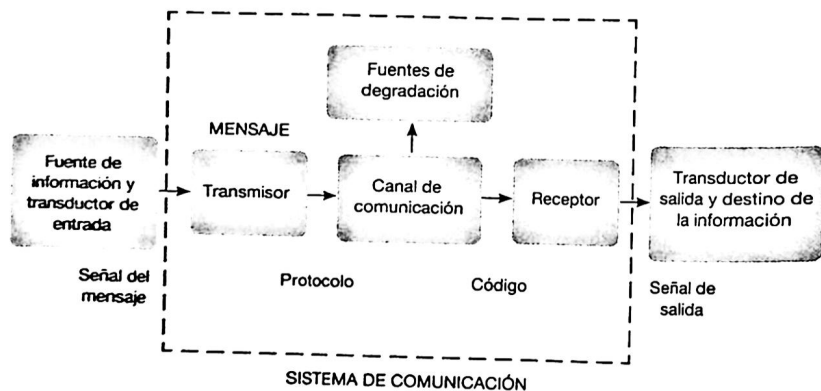 Fuentes de
degradación
MENSAJE
Fuente de
información y
transductor de
entrada
Transmisor
Canal de
comunicación
Receptor
Transductor de
salida y destino de
la información
Señal del
mensaje
Protocolo
Código
Señal de
salida
SISTEMA DE COMUNICACIÓN